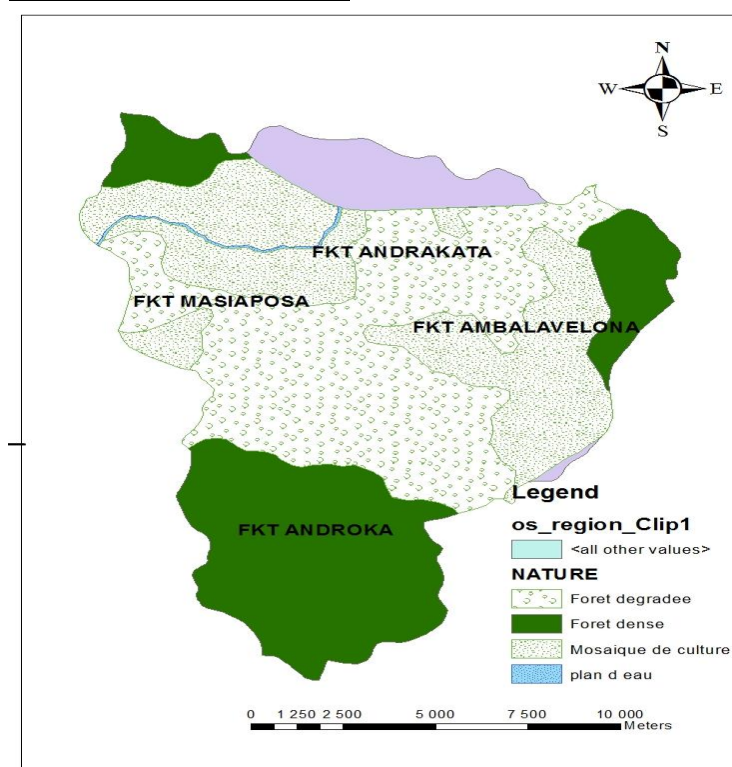 N
W E
S
FKT ANDRAKATA
FKT MASIAPOSA
FKT AMBALAVELONA
FKT ANDROKA
Legend
os_region_Clip1
<all other values>
NATURE
Foret degradee
Foret dense
Mosaique de culture
plan d eau
0 1 250 2 500 5 000 7 500 10 000
Meters